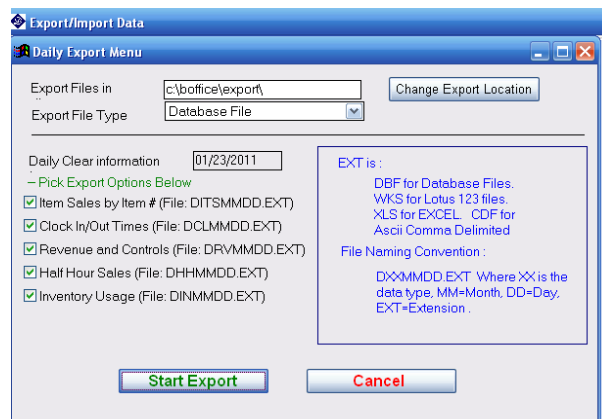 Export/Import Data
Daily Export Menu
Export Files in
c:\boffice\export\
Change Export Location
Export File Type
Database File
Daily Clear information
01/23/2011
Pick Export Options Below
Item Sales by Item # (File: DITSMMDD.EXT)
Clock In/Out Times (File: DCLMMDD.EXT)
Revenue and Controls (File: DRVMMDD.EXT)
Half Hour Sales (File: DHHMMDD.EXT)
Inventory Usage (File: DINMMDD.EXT)
EXT is :
DBF for Database Files.
WKS for Lotus 123 files.
XLS for EXCEL. CDF for
Ascii Comma Delimited
File Naming Convention :
DXXMMDD.EXT Where XX is the
data type, MM=Month, DD=Day,
EXT=Extension .
Start Export
Cancel